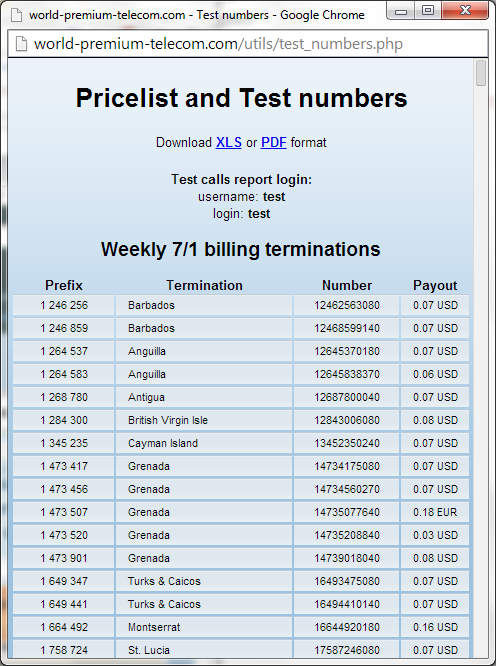 world-premium-telecom.com - Test numbers - Google Chrome
world-premium-telecom.com/utils/test_numbers.php
Pricelist and Test numbers
Download XLS or PDF format
Test calls report login:
username: test
login: test
Weekly 7/1 billing terminations
Prefix Termination Number Payout
1 246 256 Barbados 12462563080 0.07 USD
1 246 859 Barbados 12468599140 0.07 USD
1 264 537 Anguilla 12645370180 0.07 USD
1 264 583 Anguilla 12645838370 0.06 USD
1 268 780 Antigua 12687800040 0.07 USD
1 284 300 British Virgin Isle 12843006080 0.08 USD
1 345 235 Cayman Island 13452350240 0.07 USD
1 473 417 Grenada 14734175080 0.07 USD
1 473 456 Grenada 14734560270 0.07 USD
1 473 507 Grenada 14735077640 0.18 EUR
1 473 520 Grenada 14735208840 0.03 USD
1 473 901 Grenada 14739018040 0.08 USD
1 649 347 Turks & Caicos 16493475080 0.07 USD
1 649 441 Turks & Caicos 16494410140 0.07 USD
1 664 492 Montserrat 16644920180 0.16 USD
1 758 724 St. Lucia 17587246080 0.07 USD